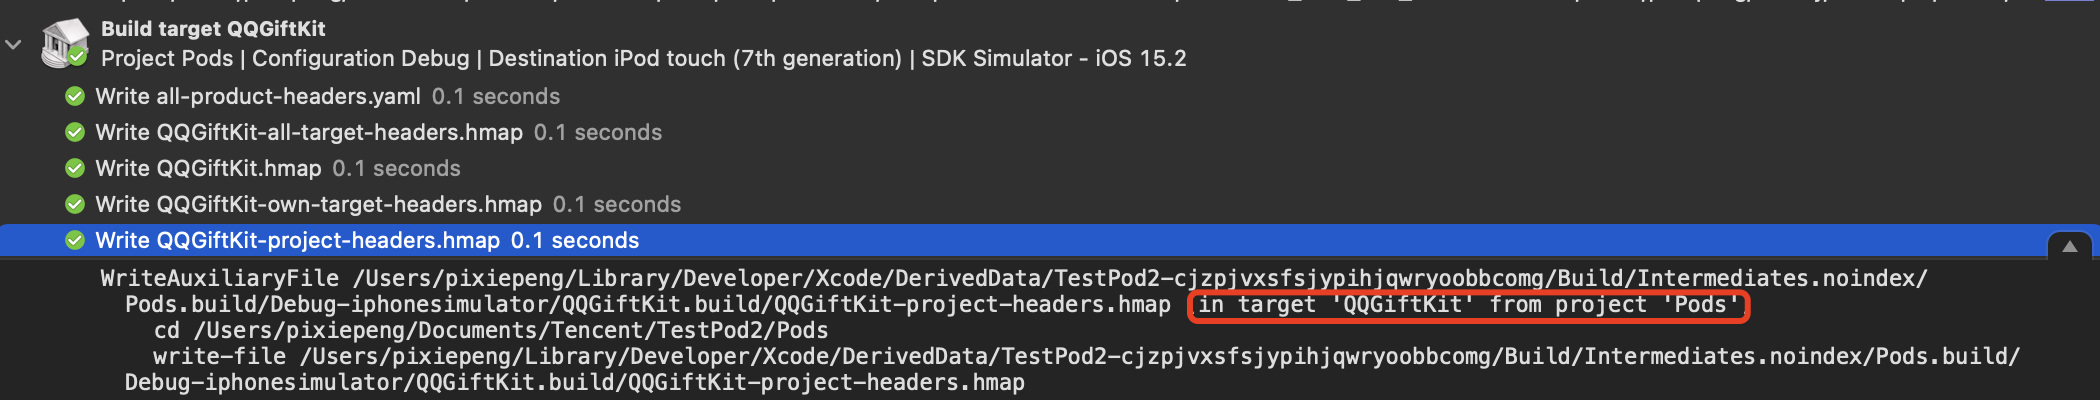 Build target QQGiftKit
Project Pods | Configuration Debug | Destination iPod touch (7th generation) | SDK Simulator - iOS 15.2
Write all-product-headers.yaml 0.1 seconds
Write QQGiftKit-all-target-headers.hmap 0.1 seconds
Write QQGiftKit.hmap 0.1 seconds
Write QQGiftKit-own-target-headers.hmap 0.1 seconds
Write QQGiftKit-project-headers.hmap 0.1 seconds
WriteAuxiliaryFile /Users/pixiepeng/Library/Developer/Xcode/DerivedData/TestPod2-cjzpjvxsfsjypihjqwryoobbcomg/Build/Intermediates.noindex/
Pods.build/Debug-iphonesimulator/QQGiftKit.build/QQGiftKit-project-headers.hmap (in target 'QQGiftKit' from project 'Pods')
cd /Users/pixiepeng/Documents/Tencent/TestPod2/Pods
write-file /Users/pixiepeng/Library/Developer/Xcode/DerivedData/TestPod2-cjzpjvxsfsjypihjqwryoobbcomg/Build/Intermediates.noindex/Pods.build/
Debug-iphonesimulator/QQGiftKit.build/QQGiftKit-project-headers.hmap